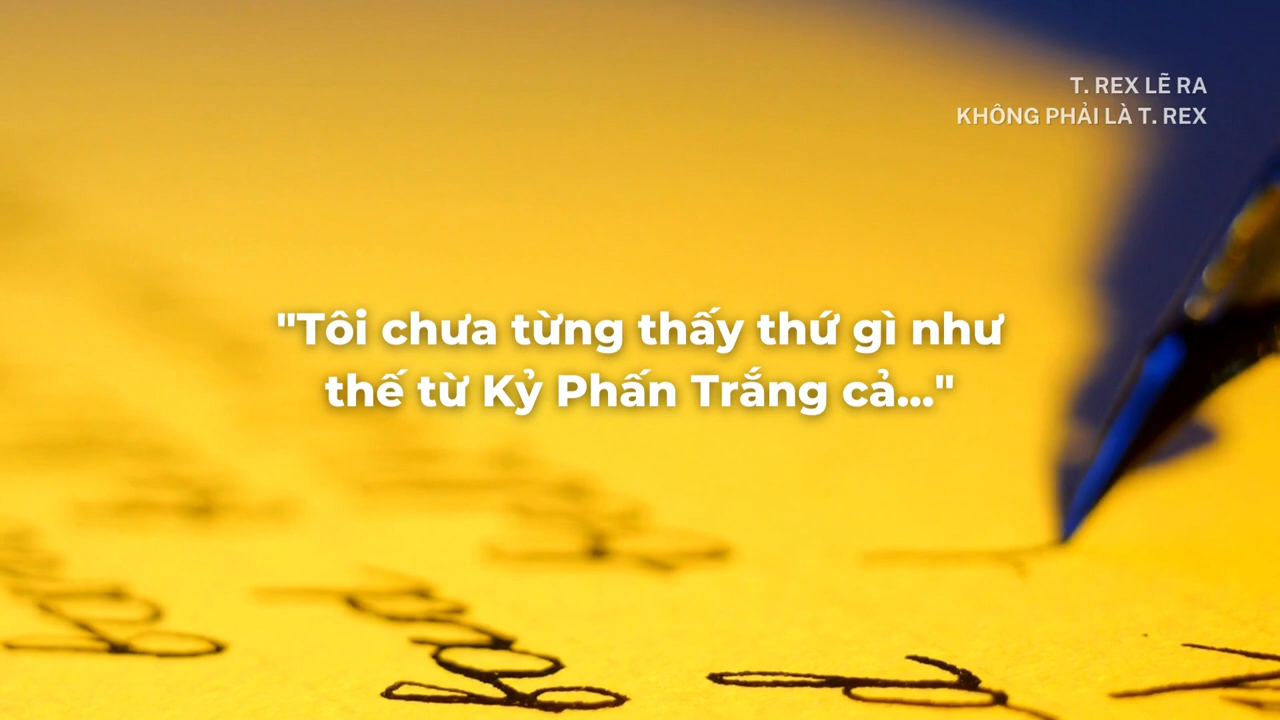 T. REX LẼ RA
KHÔNG PHẢI LÀ T. REX
"Tôi chưa từng thấy thứ gì như
thế từ Kỷ Phấn Trắng cả..."